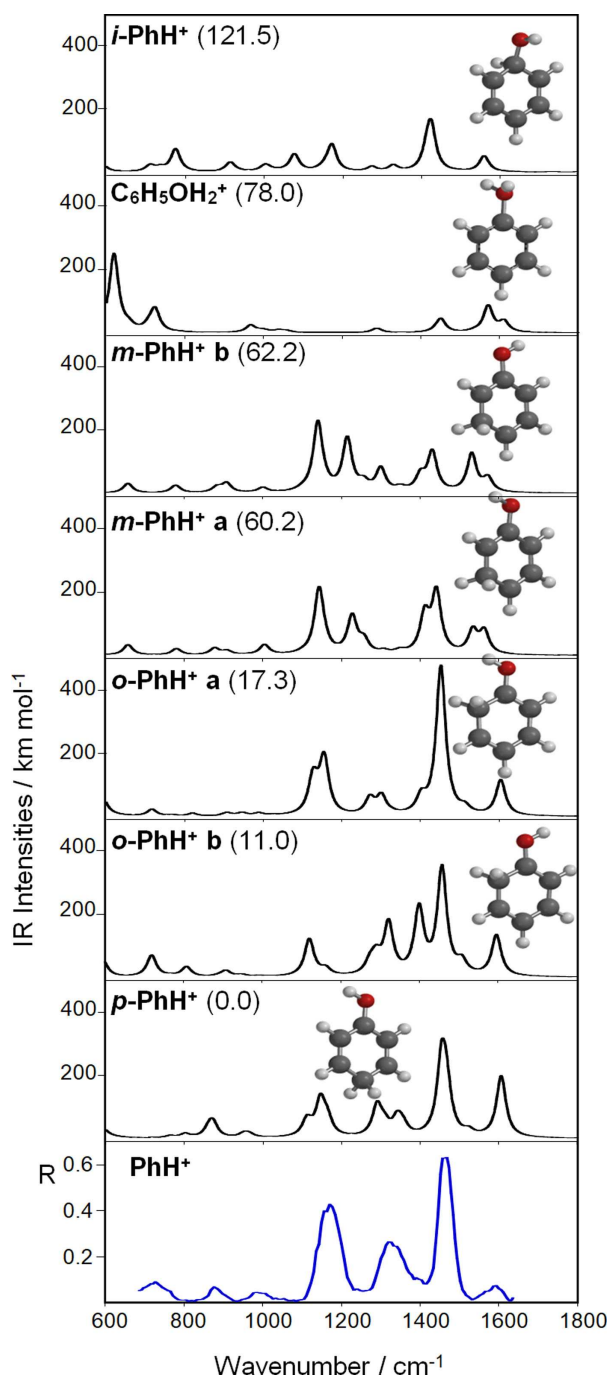 400
i-PhH⁺ (121.5)
200
400
C₆H₅OH₂⁺ (78.0)
200
400
m-PhH⁺ b (62.2)
200
400
m-PhH⁺ a (60.2)
200
400
o-PhH⁺ a (17.3)
200
400
o-PhH⁺ b (11.0)
200
400
p-PhH⁺ (0.0)
200
IR Intensities / km mol⁻¹
R
0.6
PhH⁺
0.4
0.2
600 800 1000 1200 1400 1600 1800
Wavenumber / cm⁻¹